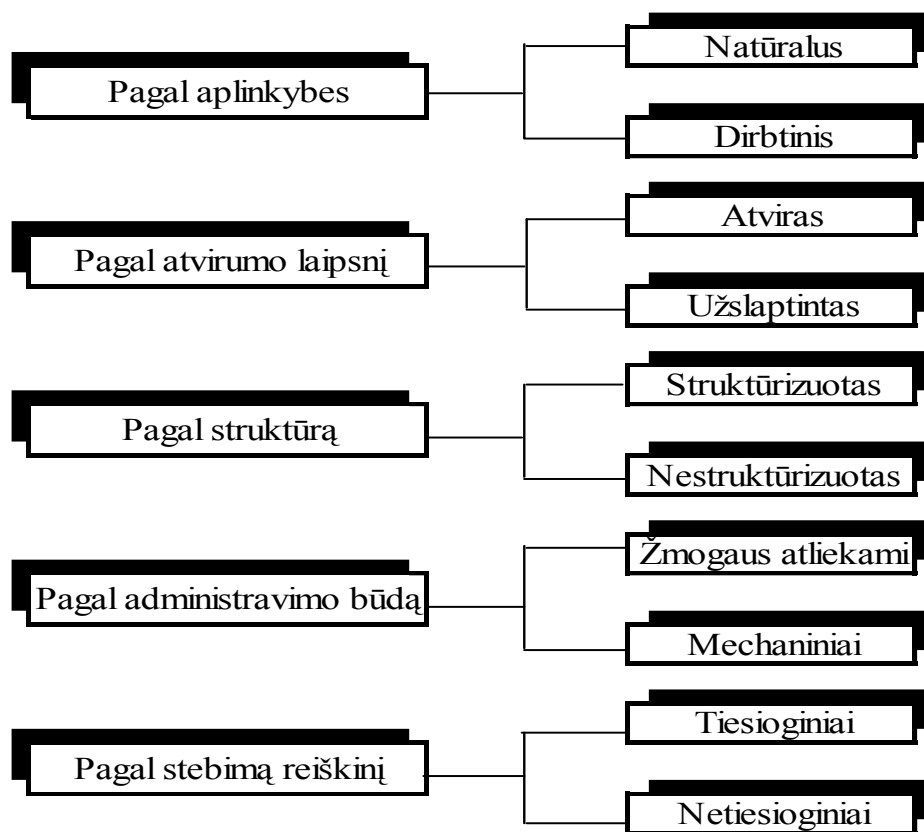 Pagal aplinkybes
Natūralus
Dirbtinis
Pagal atvirumo laipsnį
Atviras
Užslaptintas
Pagal struktūrą
Struktūrizuotas
Nestruktūrizuotas
Pagal administravimo būdą
Žmogaus atliekami
Mechaniniai
Pagal stebimą reiškinį
Tiesioginiai
Netiesioginiai